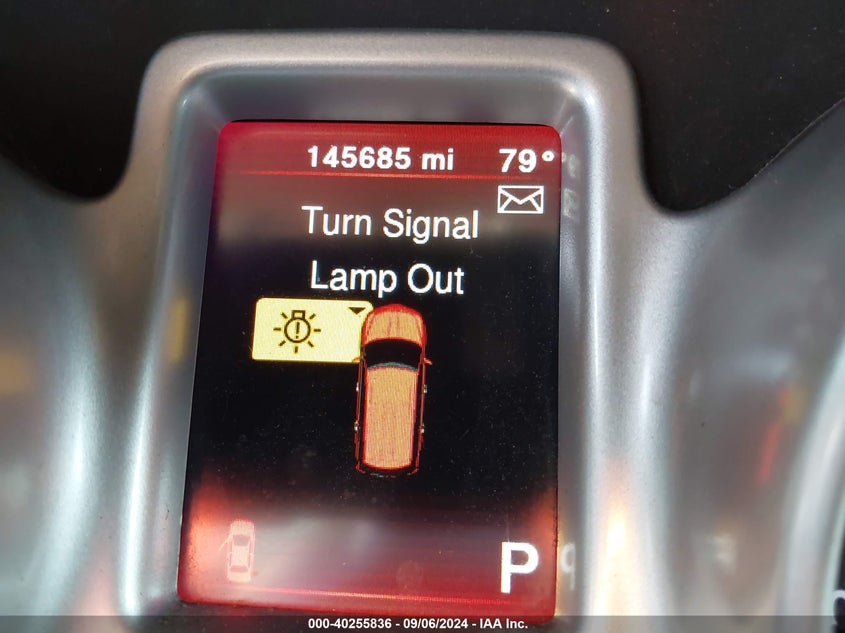 145685 mi 79°
Turn Signal
Lamp Out
P
000-40255836 - 09/06/2024 - IAA Inc.